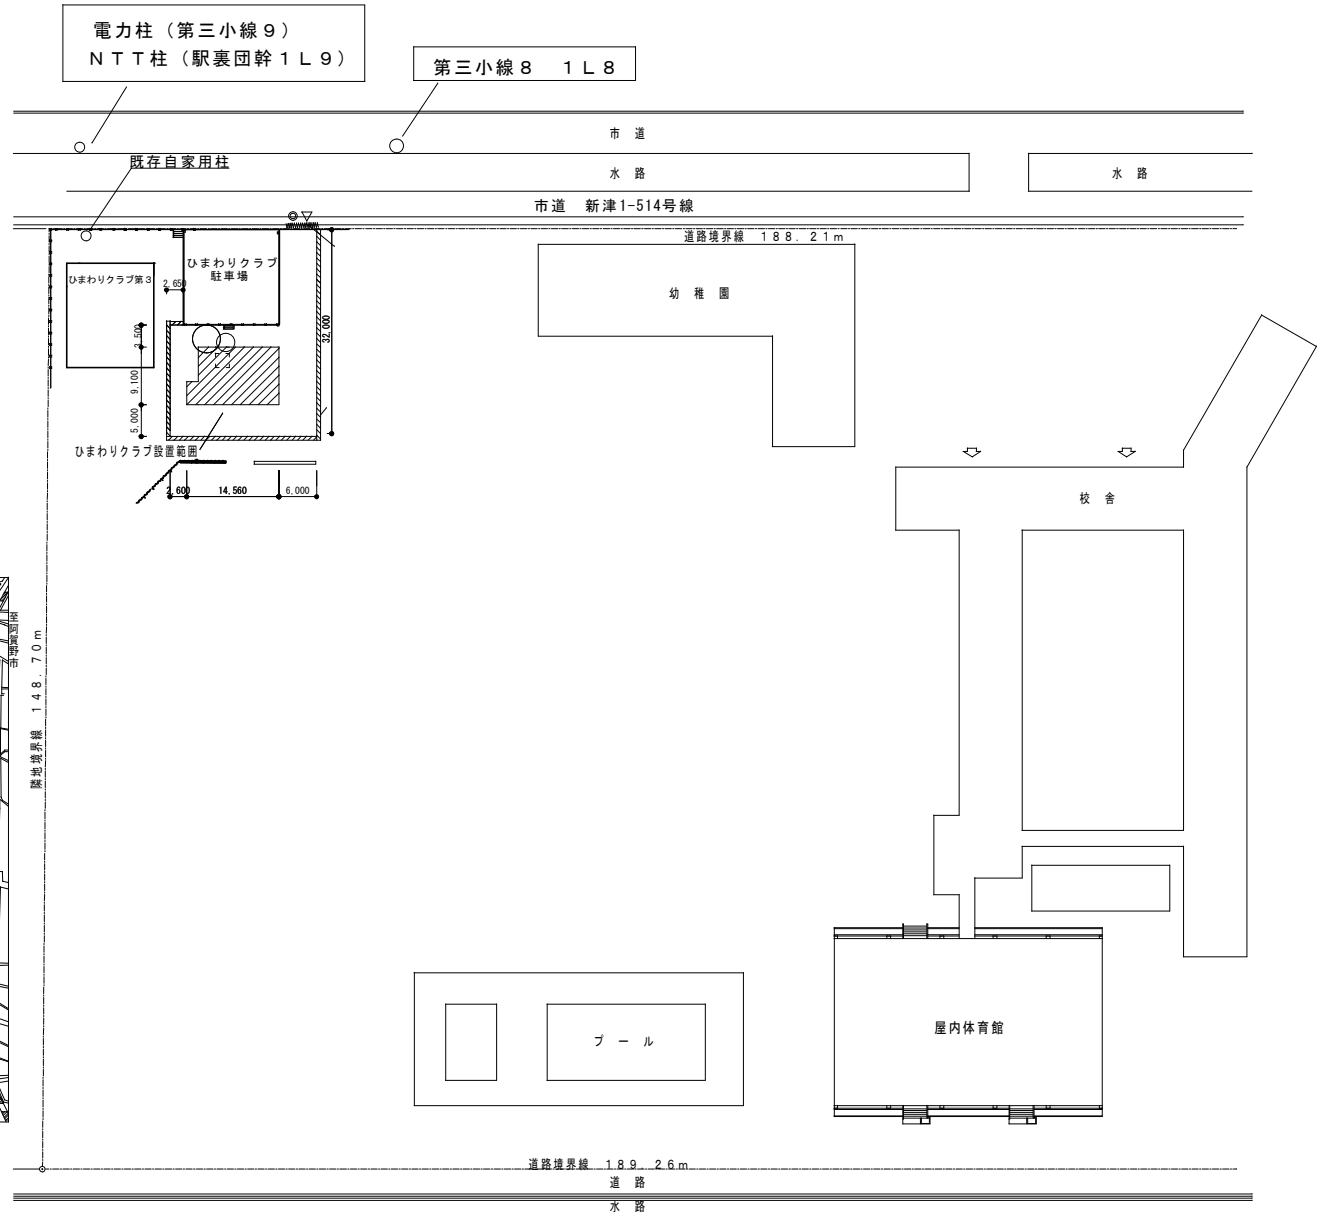 電力柱（第三小線９）
ＮＴＴ柱（駅裏団幹１Ｌ９）
第三小線８　１Ｌ８
市 道
既存自家用柱
水 路
水 路
市道　新津1-514号線
道路境界線　１８８．２１ｍ
ひまわりクラブ
駐車場
ひまわりクラブ第３
2,650
幼 稚 園
3,500
32,000
9,100
5,000
ひまわりクラブ設置範囲
2,600
14,560
6,000
校 舎
至阿賀野市
隣地境界線　１４８．７０ｍ
屋内体育館
プ ー ル
道路境界線　１８９．２６ｍ
道 路
水 路